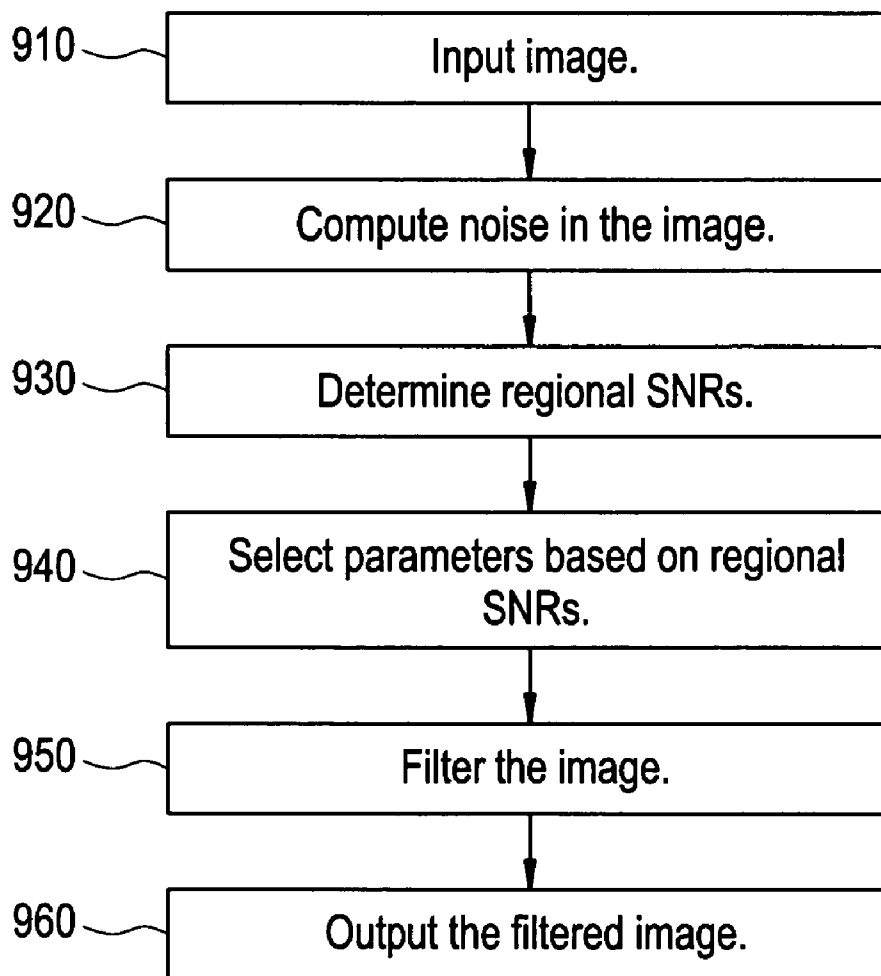 910
Input image.
920
Compute noise in the image.
930
Determine regional SNRs.
940
Select parameters based on regional
SNRs.
950
Filter the image.
960
Output the filtered image.